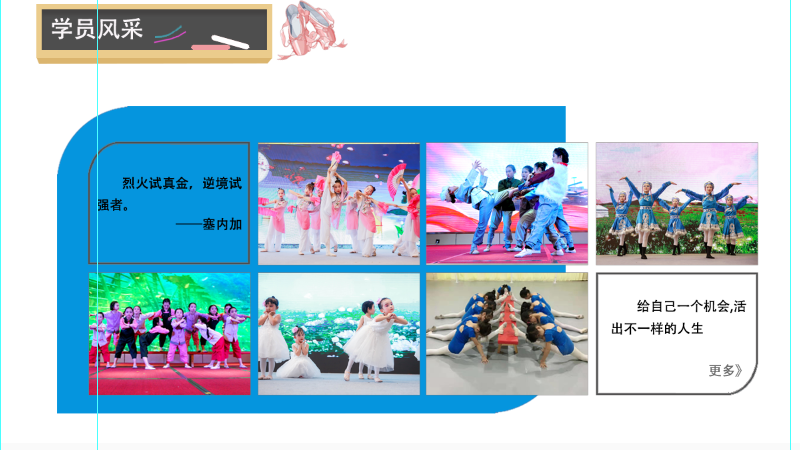 学员风采
烈火试真金，逆境试
强者。
——塞内加
给自己一个机会,活
出不一样的人生
更多》